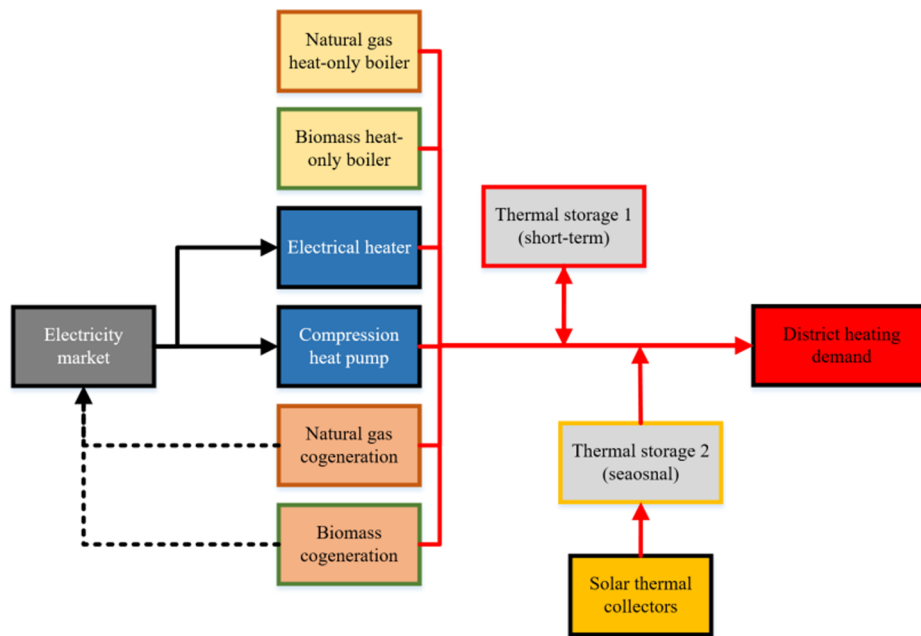 Natural gas
heat-only boiler
Biomass heat-
only boiler
Electrical heater
Thermal storage 1
(short-term)
Electricity
market
Compression
heat pump
District heating
demand
Natural gas
cogeneration
Thermal storage 2
(seaosnal)
Biomass
cogeneration
Solar thermal
collectors